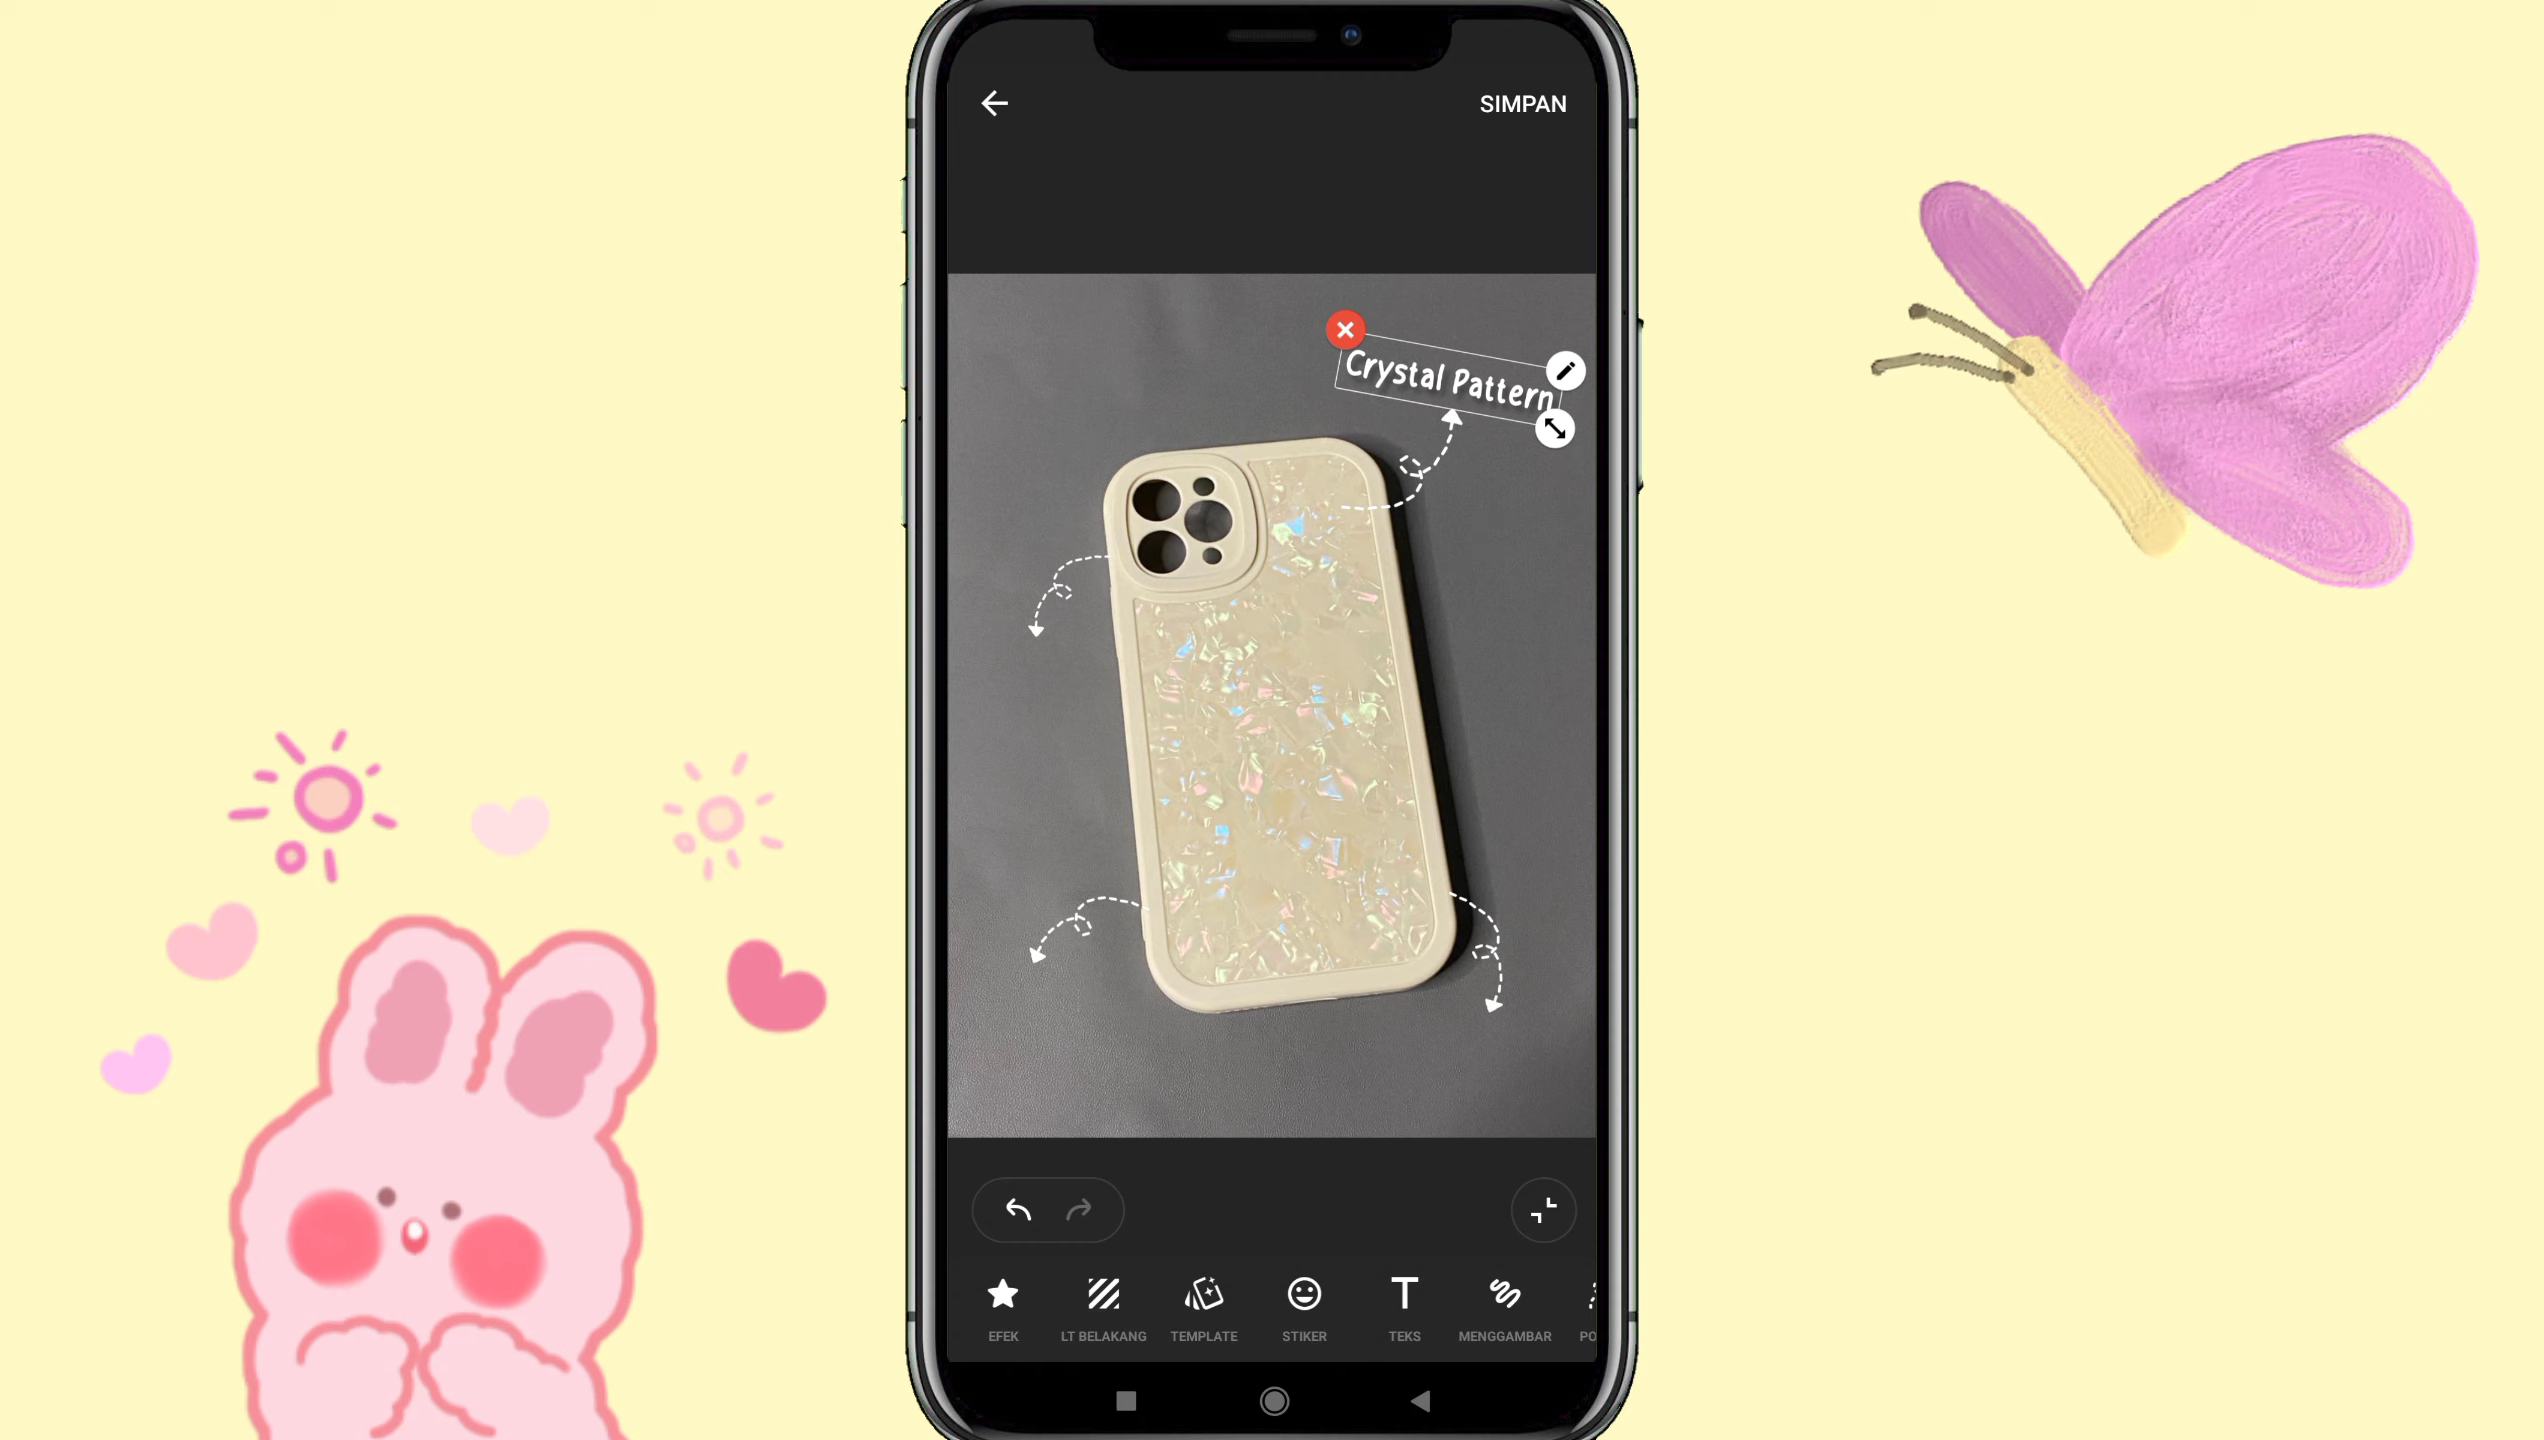 SIMPAN
Crystal Pattern
EFEK
LT BELAKANG
TEMPLATE
STIKER
TEKS
MENGGAMBAR
PO